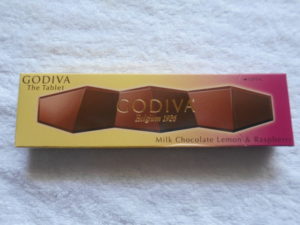 GODIVA
The Tablet
GODIVA
Belgium 1926
Milk Chocolate Lemon & Raspberry